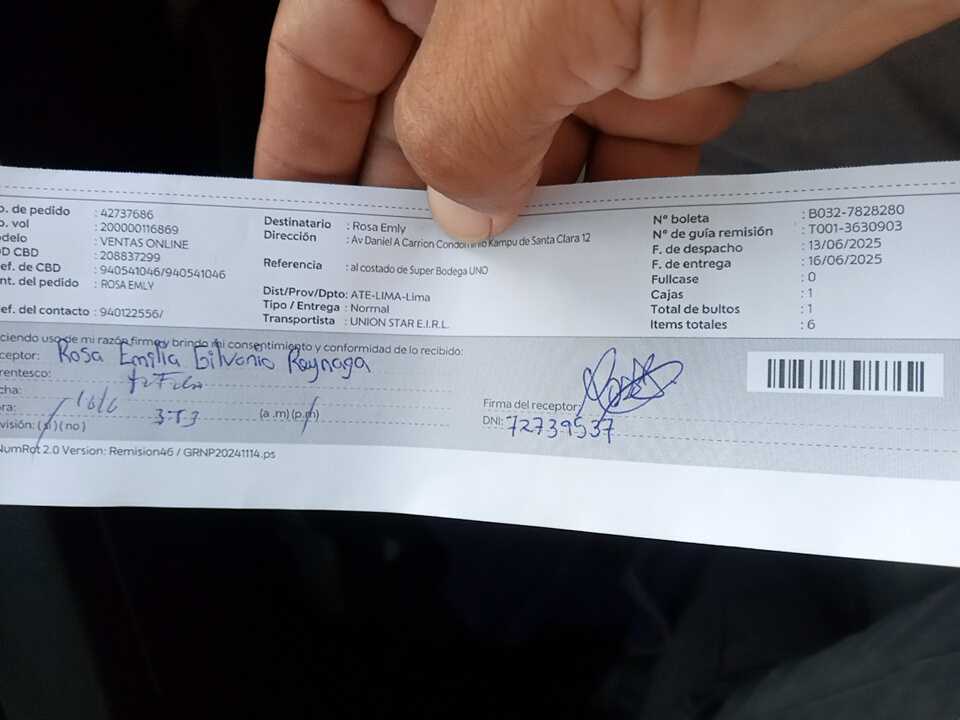 o. de pedido : 42737686
o. vol : 200000116869
odelo : VENTAS ONLINE
OD CBD : 208837299
ef. de CBD : 940541046/940541046
nt. del pedido : ROSA EMLY
ef. del contacto : 940122556/
Destinatario : Rosa Emly
Dirección : Av Daniel A Carrion Condominio Kampu de Santa Clara 12
Referencia : al costado de Super Bodega UNO
Dist/Prov/Dpto: ATE-LIMA-Lima
Tipo / Entrega : Normal
Transportista : UNION STAR E.I.R.L.
N° boleta : B032-7828280
N° de guía remisión : T001-3630903
F. de despacho : 13/06/2025
F. de entrega : 16/06/2025
Fullcase : 0
Cajas : 1
Total de bultos : 1
Items totales : 6
ciendo uso de mi razón firmo y brindo mi consentimiento y conformidad de lo recibido:
ceptor: Rosa Emilia Gilvonio Raynaga
rentesco:
cha: 16/6
ora: 3:53 (a.m) (p.m)
visión: (si) (no)
Firma del receptor:
DNI: 72739537
NumRot 2.0 Version: Remision46 / GRNP20241114.ps